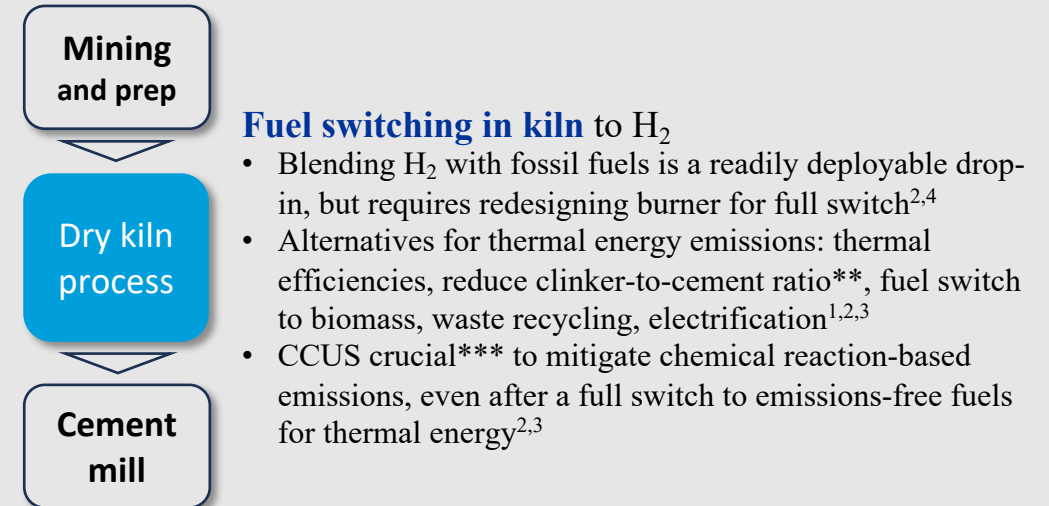 Mining
and prep
Dry kiln
process
Cement
mill
Fuel switching in kiln to H₂
• Blending H₂ with fossil fuels is a readily deployable drop-
in, but requires redesigning burner for full switch²,⁴
• Alternatives for thermal energy emissions: thermal
efficiencies, reduce clinker-to-cement ratio**, fuel switch
to biomass, waste recycling, electrification¹,²,³
• CCUS crucial*** to mitigate chemical reaction-based
emissions, even after a full switch to emissions-free fuels
for thermal energy²,³